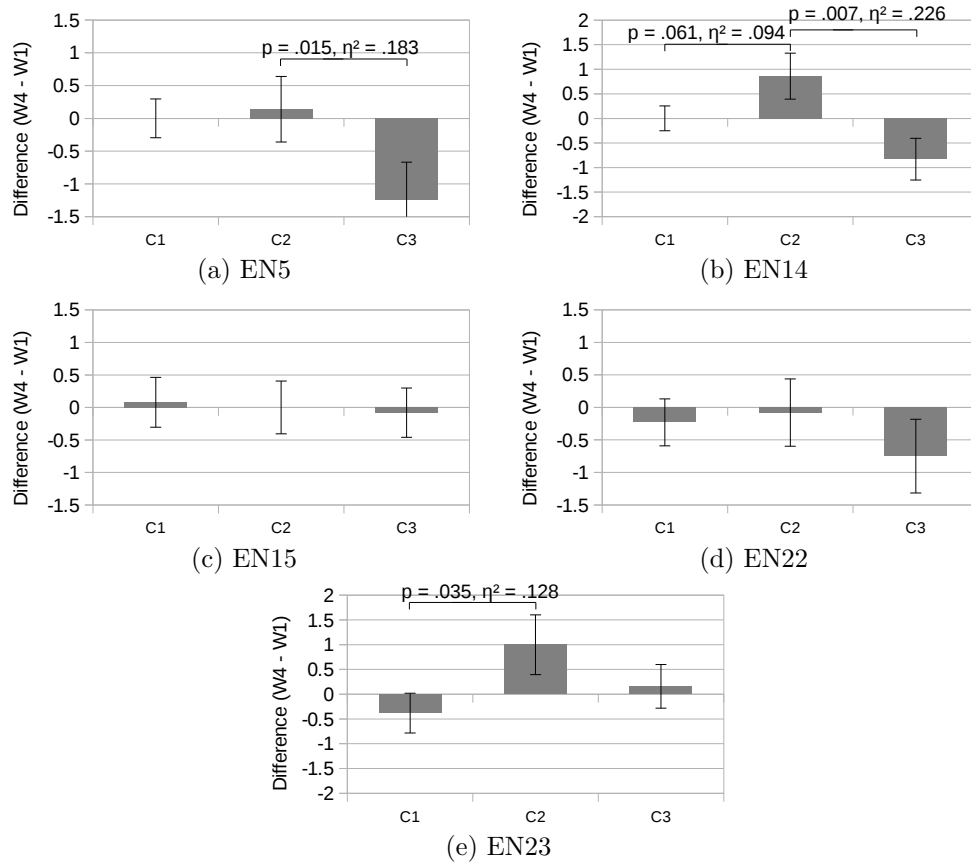 p = .015, η² = .183
Difference (W4 - W1)
1.5
1
0.5
0
-0.5
-1
-1.5
C1 C2 C3
(a) EN5
p = .007, η² = .226
p = .061, η² = .094
Difference (W4 - W1)
2
1.5
1
0.5
0
-0.5
-1
-1.5
-2
C1 C2 C3
(b) EN14
Difference (W4 - W1)
1.5
1
0.5
0
-0.5
-1
-1.5
C1 C2 C3
(c) EN15
Difference (W4 - W1)
1.5
1
0.5
0
-0.5
-1
-1.5
C1 C2 C3
(d) EN22
p = .035, η² = .128
Difference (W4 - W1)
2
1.5
1
0.5
0
-0.5
-1
-1.5
-2
C1 C2 C3
(e) EN23